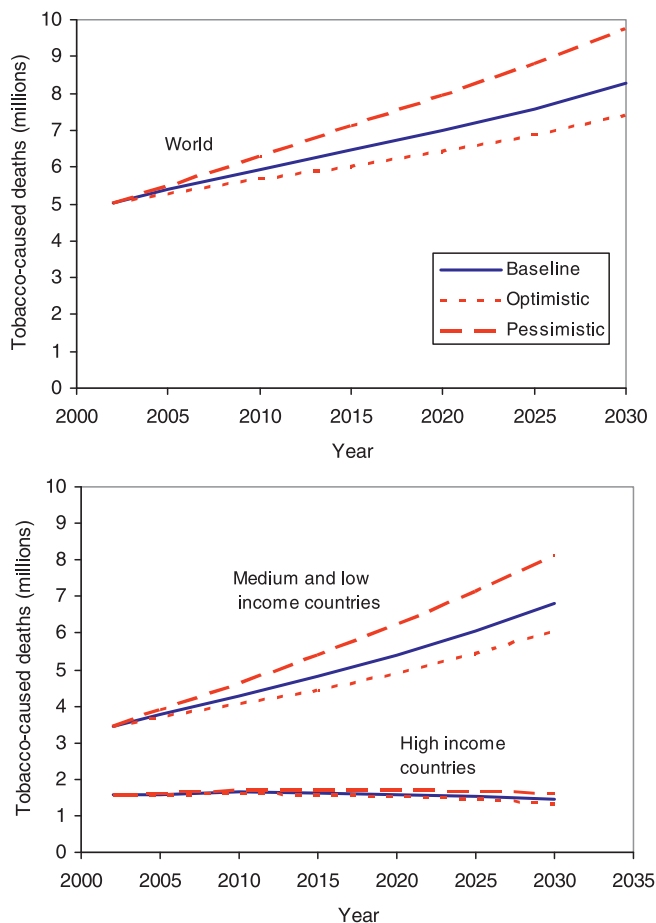 Tobacco-caused deaths (millions)
10
9
8
7
6
5
4
3
2
1
0
World
Baseline
Optimistic
Pessimistic
2000 2005 2010 2015 2020 2025 2030
Year
Tobacco-caused deaths (millions)
10
9
8
7
6
5
4
3
2
1
0
Medium and low
income countries
High income
countries
2000 2005 2010 2015 2020 2025 2030 2035
Year